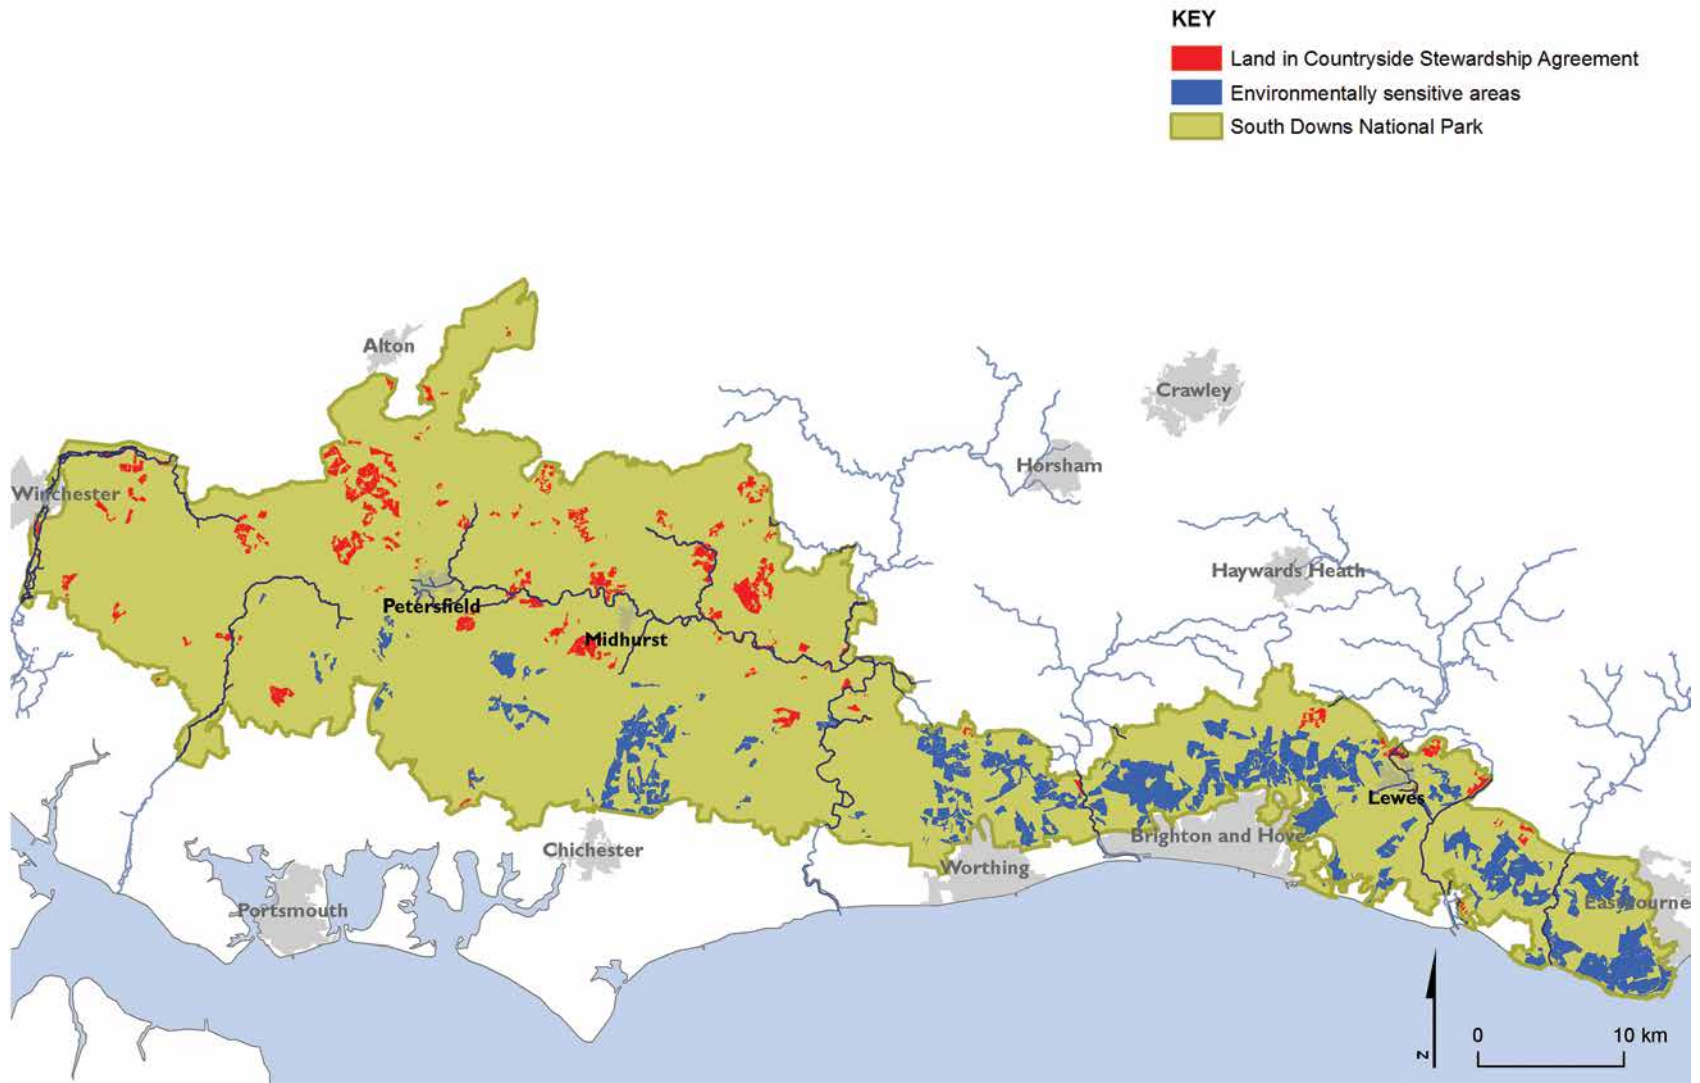 KEY
Land in Countryside Stewardship Agreement
Environmentally sensitive areas
South Downs National Park
Alton
Crawley
Horsham
Winchester
Haywards Heath
Petersfield
Midhurst
Lewes
Brighton and Hove
Chichester
Worthing
Eastbourne
Portsmouth
0 10 km
z